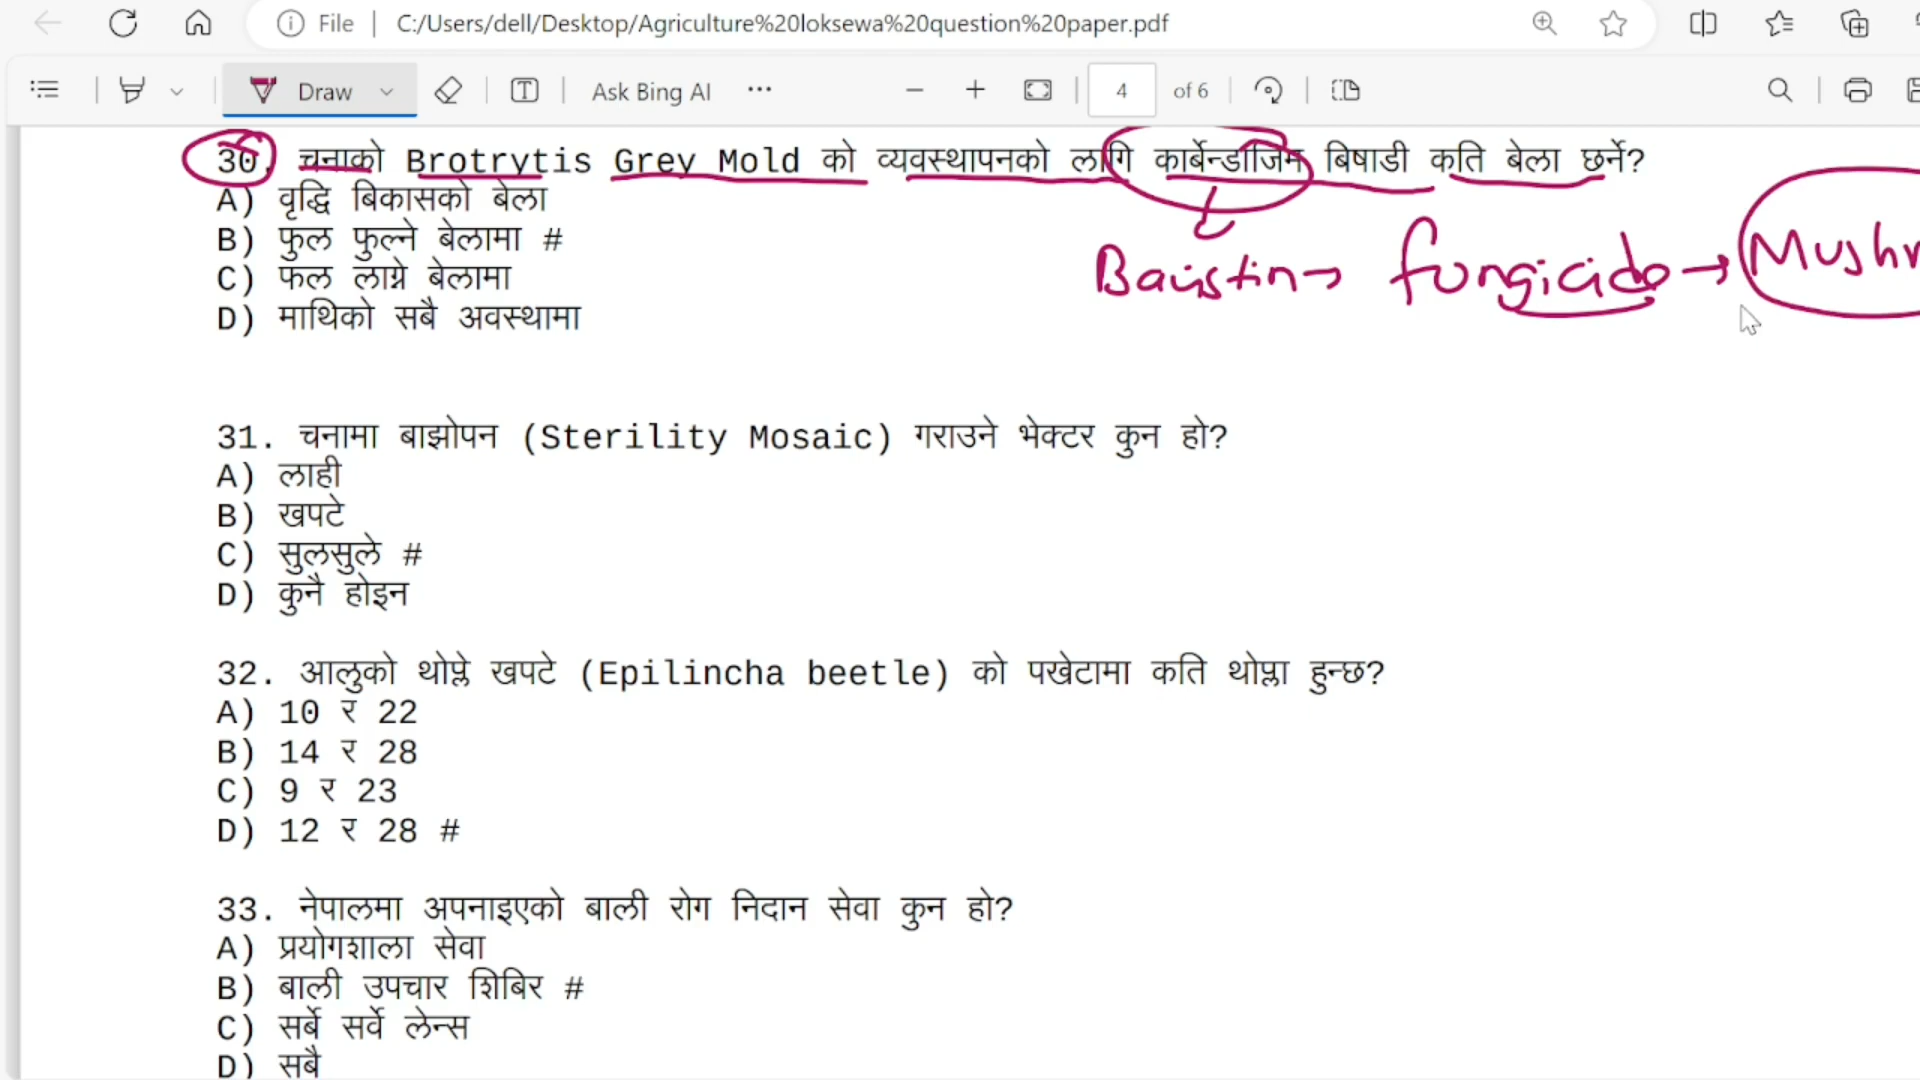 File | C:/Users/dell/Desktop/Agriculture%20loksewa%20question%20paper.pdf
Draw Ask Bing AI 4 of 6
30. चनाको Brotrytis Grey Mold को व्यवस्थापनको लागि कार्बेन्डाजिम बिषाडी कति बेला छर्ने?
A) वृद्धि बिकासको बेला
B) फुल फुल्ने बेलामा #
C) फल लाग्ने बेलामा
D) माथिको सबै अवस्थामा
Bavistin → fungicide → Mushr
31. चनामा बाझोपन (Sterility Mosaic) गराउने भेक्टर कुन हो?
A) लाही
B) खपटे
C) सुलसुले #
D) कुनै होइन
32. आलुको थोप्ले खपटे (Epilincha beetle) को पखेटामा कति थोप्ला हुन्छ?
A) 10 र 22
B) 14 र 28
C) 9 र 23
D) 12 र 28 #
33. नेपालमा अपनाइएको बाली रोग निदान सेवा कुन हो?
A) प्रयोगशाला सेवा
B) बाली उपचार शिबिर #
C) सर्बे सर्वे लेन्स
D) सबै